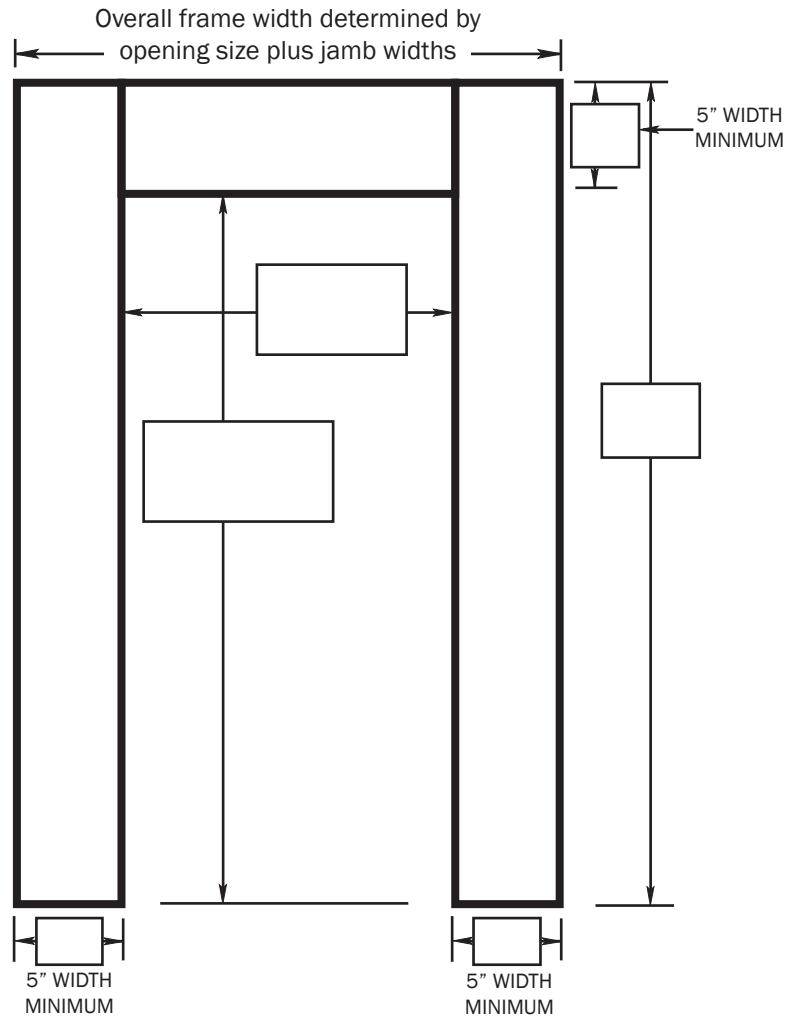 Overall frame width determined by
opening size plus jamb widths
5” WIDTH
MINIMUM
5” WIDTH
MINIMUM
5” WIDTH
MINIMUM